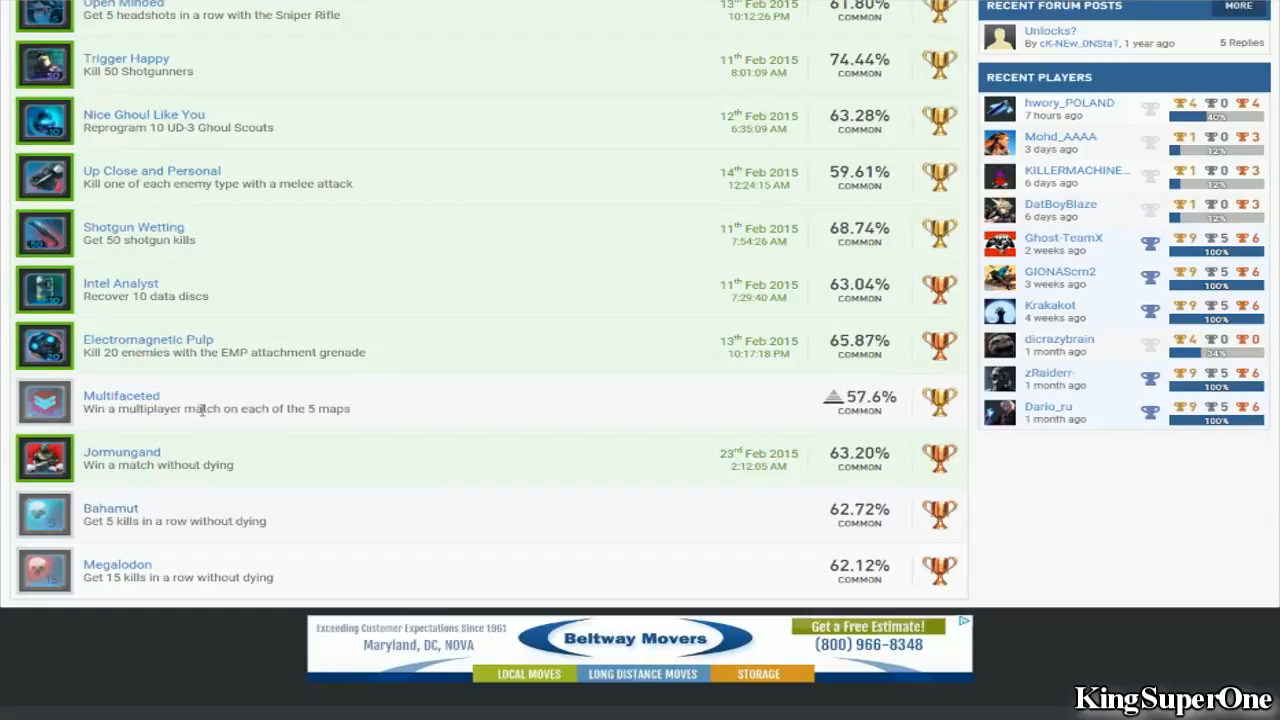 Open Minded
Get 5 headshots in a row with the Sniper Rifle
13th Feb 2015
10:12:26 PM
61.80%
COMMON
Trigger Happy
Kill 50 Shotgunners
11th Feb 2015
8:01:09 AM
74.44%
COMMON
Nice Ghoul Like You
Reprogram 10 UD-3 Ghoul Scouts
12th Feb 2015
6:35:09 AM
63.28%
COMMON
Up Close and Personal
Kill one of each enemy type with a melee attack
14th Feb 2015
12:24:15 AM
59.61%
COMMON
Shotgun Wetting
Get 50 shotgun kills
11th Feb 2015
7:54:26 AM
68.74%
COMMON
Intel Analyst
Recover 10 data discs
11th Feb 2015
7:29:40 AM
63.04%
COMMON
Electromagnetic Pulp
Kill 20 enemies with the EMP attachment grenade
13th Feb 2015
10:17:18 PM
65.87%
COMMON
Multifaceted
Win a multiplayer match on each of the 5 maps
57.6%
COMMON
Jormungand
Win a match without dying
23rd Feb 2015
2:12:05 AM
63.20%
COMMON
Bahamut
Get 5 kills in a row without dying
62.72%
COMMON
Megalodon
Get 15 kills in a row without dying
62.12%
COMMON
RECENT FORUM POSTS MORE
Unlocks?
By cK-NEw_0NStaT, 1 year ago 5 Replies
RECENT PLAYERS
hwory_POLAND 4 0 4
7 hours ago 40%
Mohd_AAAA 1 0 3
3 days ago 12%
KILLERMACHINE... 1 0 3
6 days ago 12%
DatBoyBlaze 1 0 3
6 days ago 12%
Ghost-TeamX 9 5 6
2 weeks ago 100%
GIONAScm2 9 5 6
3 weeks ago 100%
Krakakot 9 5 6
4 weeks ago 100%
dicrazybrain 4 0 0
1 month ago 34%
zRaiderr- 9 5 6
1 month ago 100%
Dario_ru 9 5 6
1 month ago 100%
Exceeding Customer Expectations Since 1961
Maryland, DC, NOVA
Beltway Movers
Get a Free Estimate!
(800) 966-8348
LOCAL MOVES LONG DISTANCE MOVES STORAGE
KingSuperOne